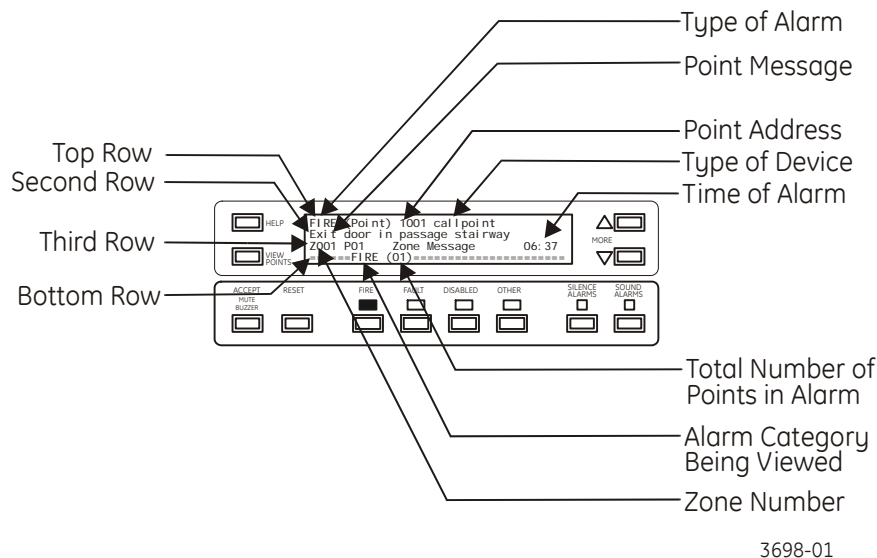 Type of Alarm
Point Message
Point Address
Type of Device
Time of Alarm
Top Row
Second Row
Third Row
Bottom Row
HELP
VIEW
POINTS
FIRE (Point) 1001 callpoint
Exit door in passage stairway
Z001 P01 Zone Message 06:37
======FIRE (01)====================
MORE
ACCEPT
MUTE
BUZZER
RESET
FIRE
FAULT
DISABLED
OTHER
SILENCE
ALARMS
SOUND
ALARMS
Total Number of
Points in Alarm
Alarm Category
Being Viewed
Zone Number
3698-01